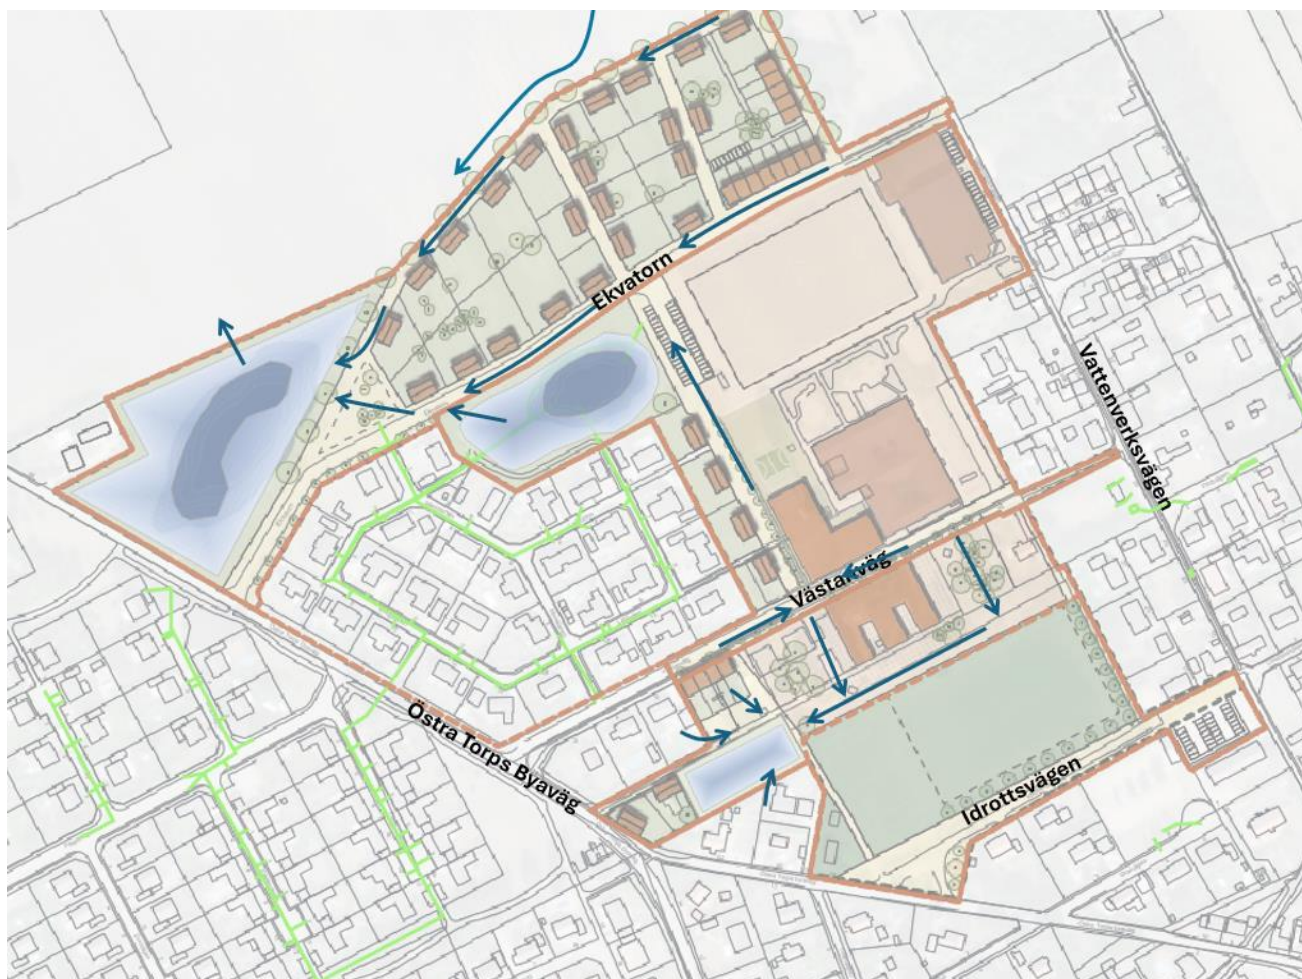 Ekvatorn
Vattenverksvägen
Västanväg
Östra Torps Byaväg
Idrottsvägen